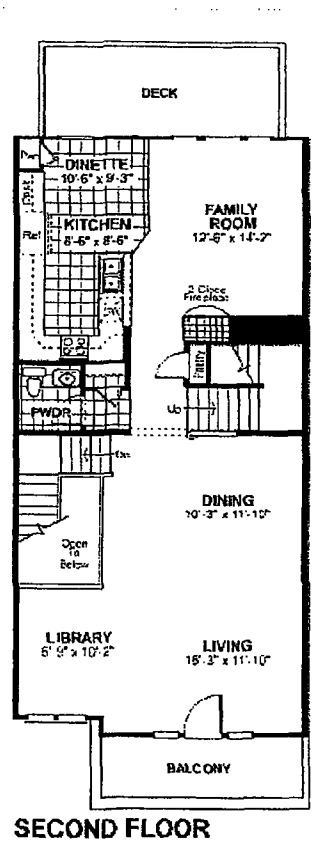 DECK
DINETTE
10'-6" x 9'-3"
KITCHEN
8'-6" x 8'-6"
Ref
FAMILY
ROOM
12'-6" x 14'-2"
Fireplace
Pantry
PWDR
Up
Dn
DINING
10'-3" x 11'-10"
Open
To
Below
LIBRARY
10'-2"
LIVING
15'-3" x 11'-10"
BALCONY
SECOND FLOOR